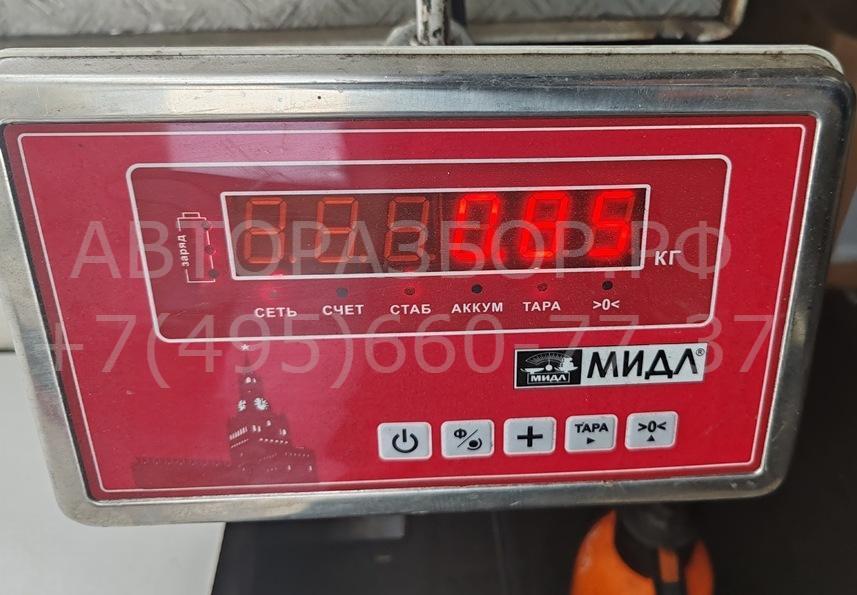 заряд
0.85
КГ
СЕТЬ СЧЕТ СТАБ АККУМ ТАРА >0<
АВТОРАЗБОР.РФ
+7(495)660-77-37
МИДЛ МИДЛ®
Ф + ТАРА >0<